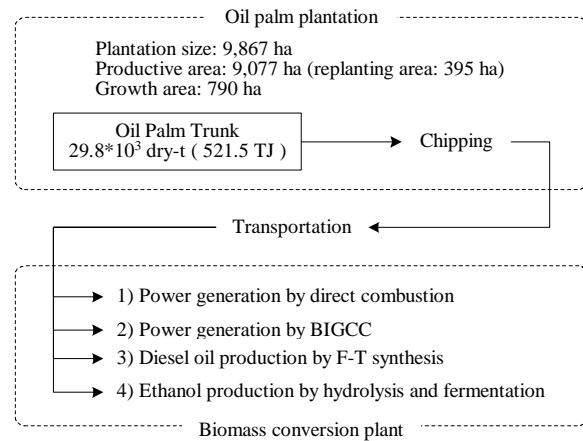 Oil palm plantation
Plantation size: 9,867 ha
Productive area: 9,077 ha (replanting area: 395 ha)
Growth area: 790 ha
Oil Palm Trunk
29.8*10³ dry-t ( 521.5 TJ )
Chipping
Transportation
1) Power generation by direct combustion
2) Power generation by BIGCC
3) Diesel oil production by F-T synthesis
4) Ethanol production by hydrolysis and fermentation
Biomass conversion plant